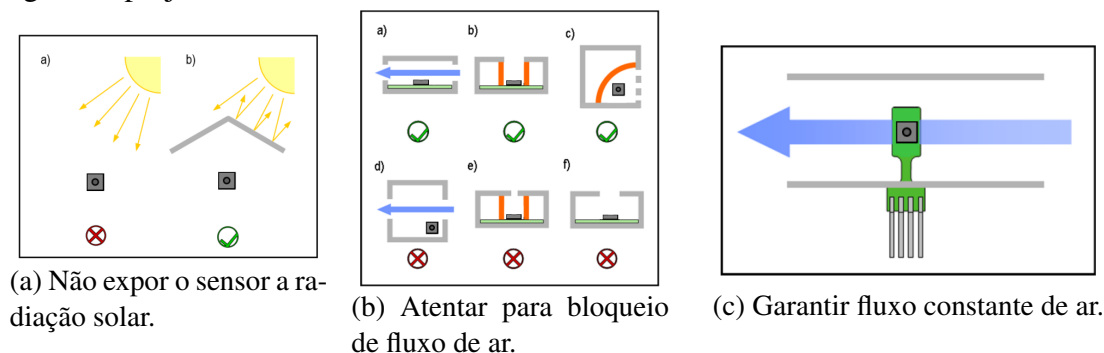 a)
b)
(a) Não expor o sensor a ra-
diação solar.
a)
b)
c)
d)
e)
f)
(b) Atentar para bloqueio
de fluxo de ar.
(c) Garantir fluxo constante de ar.